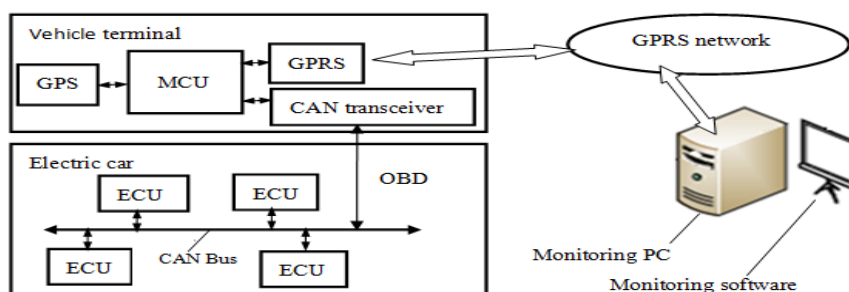 Vehicle terminal
GPRS network
GPRS
GPS
MCU
CAN transceiver
Electric car
OBD
ECU
ECU
CAN Bus
ECU
ECU
Monitoring PC
Monitoring software